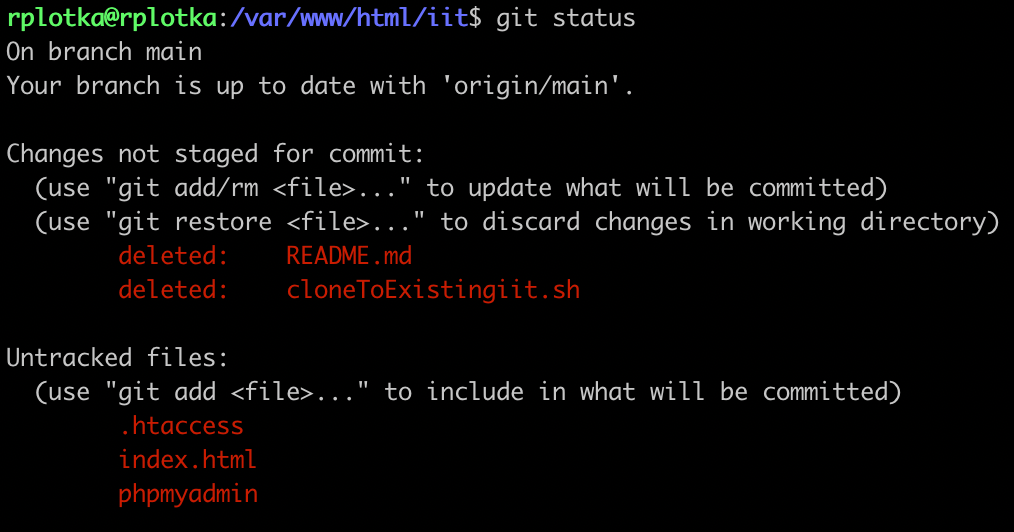 rplotka@rplotka:/var/www/html/iit$ git status
On branch main
Your branch is up to date with 'origin/main'.
Changes not staged for commit:
(use "git add/rm <file>..." to update what will be committed)
(use "git restore <file>..." to discard changes in working directory)
deleted: README.md
deleted: cloneToExistingiit.sh
Untracked files:
(use "git add <file>..." to include in what will be committed)
.htaccess
index.html
phpmyadmin